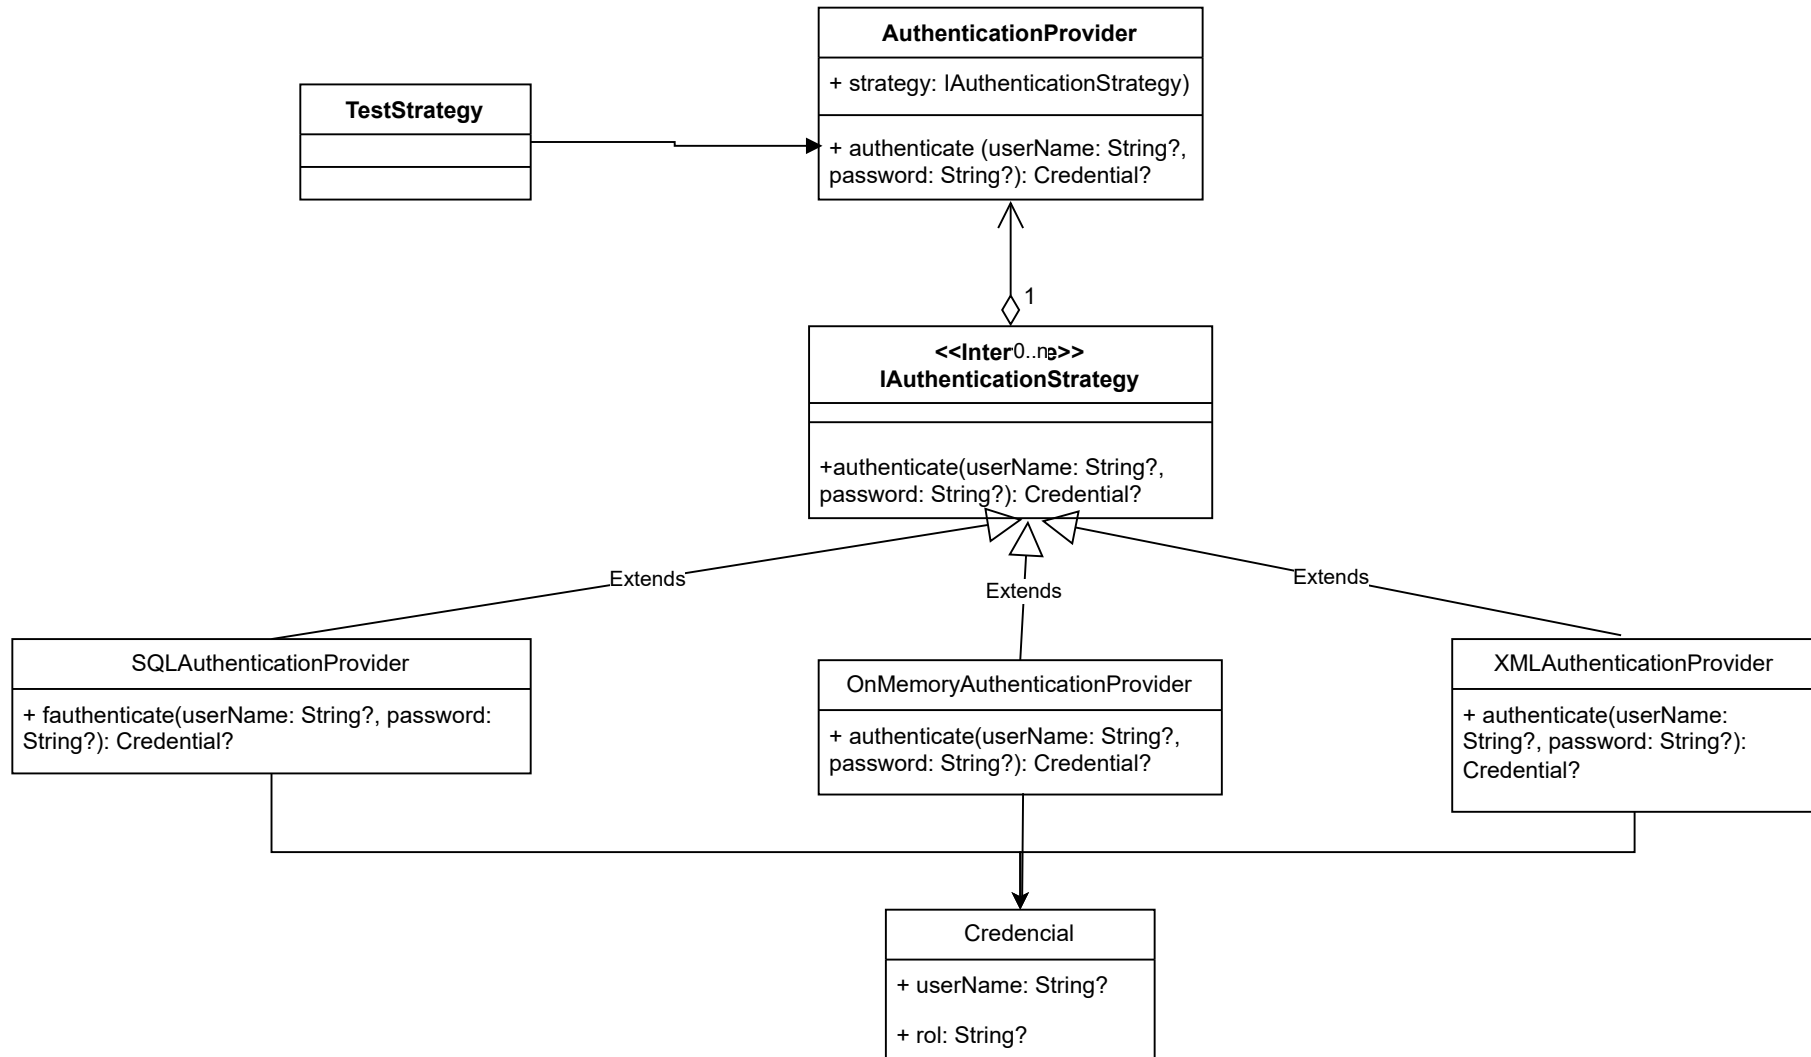 AuthenticationProvider
+ strategy: IAuthenticationStrategy)
+ authenticate (userName: String?,
password: String?): Credential?
TestStrategy
1
<<Inter 0..n e>>
IAuthenticationStrategy
+authenticate(userName: String?,
password: String?): Credential?
Extends
Extends
Extends
SQLAuthenticationProvider
+ fauthenticate(userName: String?, password:
String?): Credential?
OnMemoryAuthenticationProvider
+ authenticate(userName: String?,
password: String?): Credential?
XMLAuthenticationProvider
+ authenticate(userName:
String?, password: String?):
Credential?
Credencial
+ userName: String?
+ rol: String?